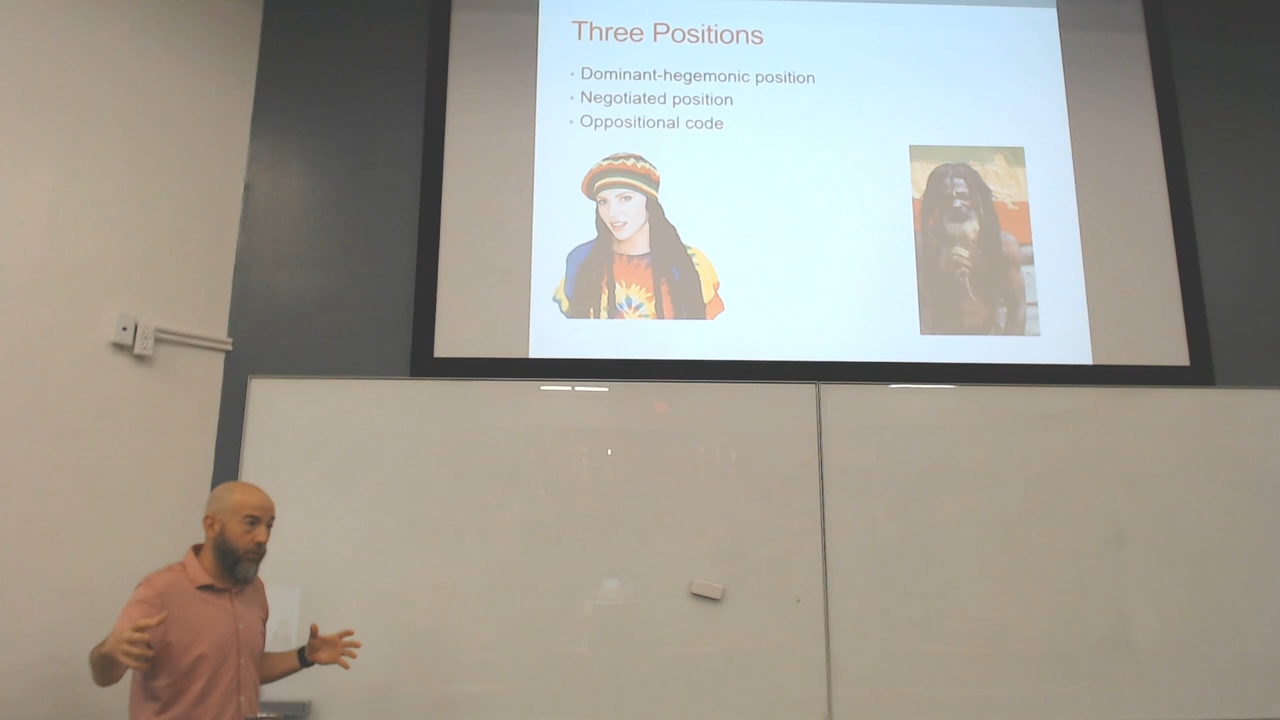 Three Positions
• Dominant-hegemonic position
• Negotiated position
• Oppositional code